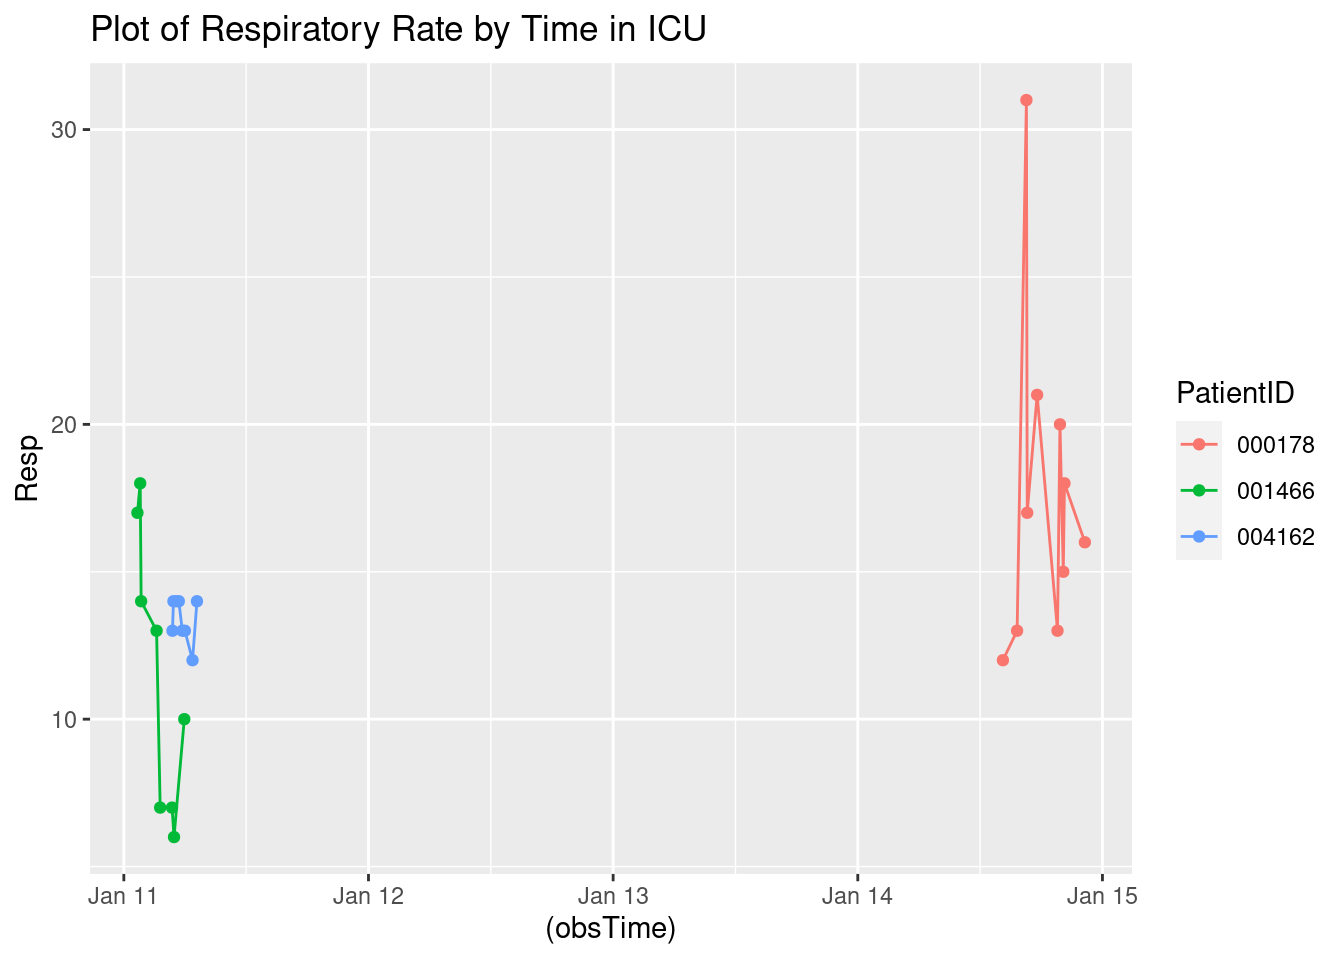 Plot of Respiratory Rate by Time in ICU
30
20
10
Resp
Jan 11 Jan 12 Jan 13 Jan 14 Jan 15
(obsTime)
PatientID
000178
001466
004162